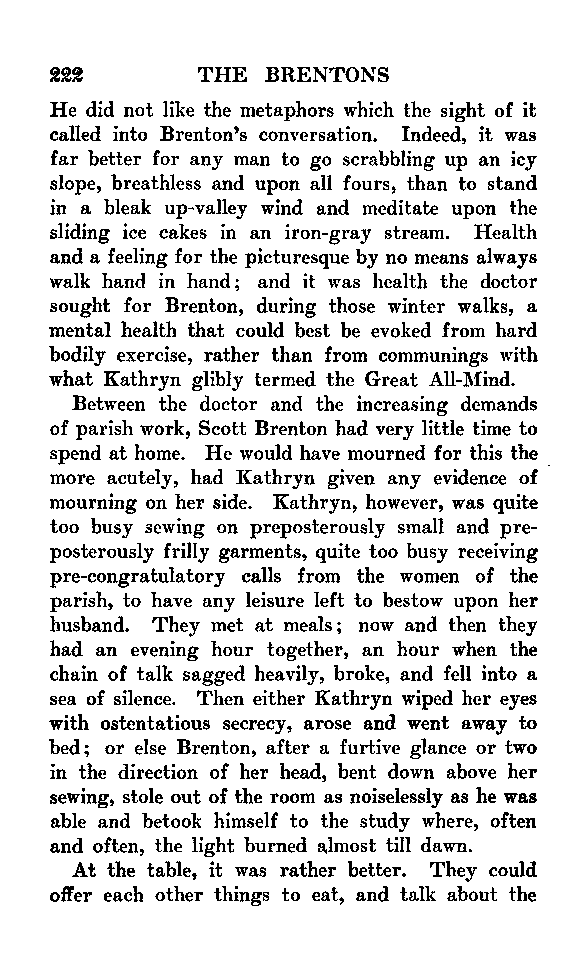 222 THE BRENTONS
He did not like the metaphors which the sight of it
called into Brenton's conversation. Indeed, it was
far better for any man to go scrabbling up an icy
slope, breathless and upon all fours, than to stand
in a bleak up-valley wind and meditate upon the
sliding ice cakes in an iron-gray stream. Health
and a feeling for the picturesque by no means always
walk hand in hand; and it was health the doctor
sought for Brenton, during those winter walks, a
mental health that could best be evoked from hard
bodily exercise, rather than from communings with
what Kathryn glibly termed the Great All-Mind.
Between the doctor and the increasing demands
of parish work, Scott Brenton had very little time to
spend at home. He would have mourned for this the
more acutely, had Kathryn given any evidence of
mourning on her side. Kathryn, however, was quite
too busy sewing on preposterously small and pre-
posterously frilly garments, quite too busy receiving
pre-congratulatory calls from the women of the
parish, to have any leisure left to bestow upon her
husband. They met at meals; now and then they
had an evening hour together, an hour when the
chain of talk sagged heavily, broke, and fell into a
sea of silence. Then either Kathryn wiped her eyes
with ostentatious secrecy, arose and went away to
bed; or else Brenton, after a furtive glance or two
in the direction of her head, bent down above her
sewing, stole out of the room as noiselessly as he was
able and betook himself to the study where, often
and often, the light burned almost till dawn.
At the table, it was rather better. They could
offer each other things to eat, and talk about the